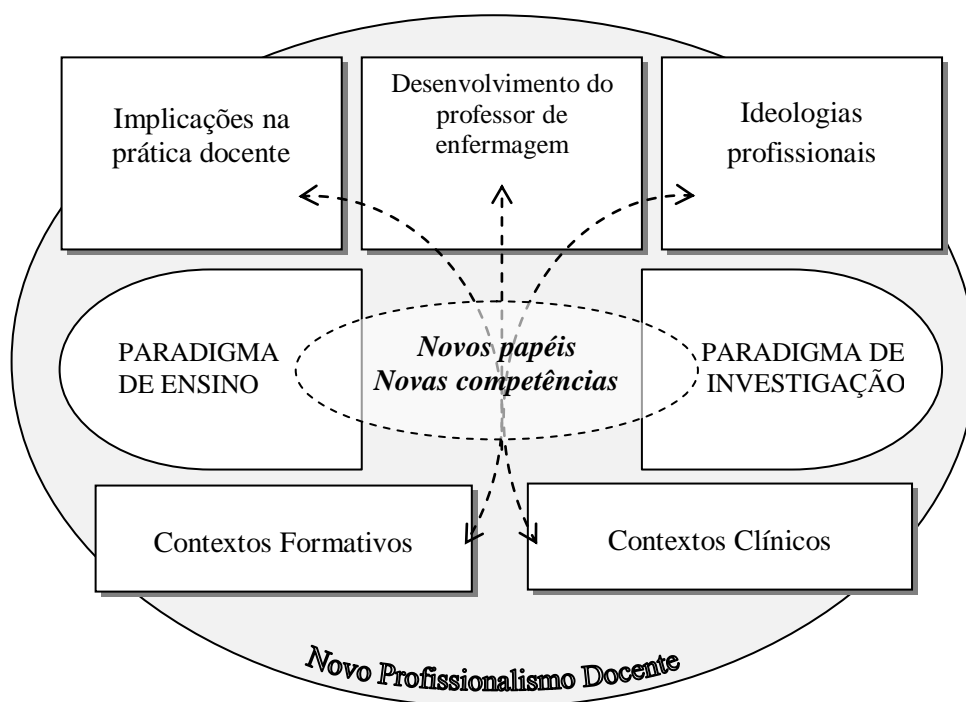 Implicações na
prática docente
Desenvolvimento do
professor de
enfermagem
Ideologias
profissionais
PARADIGMA
DE ENSINO
Novos papéis
Novas competências
PARADIGMA DE
INVESTIGAÇÃO
Contextos Formativos
Contextos Clínicos
Novo Profissionalismo Docente